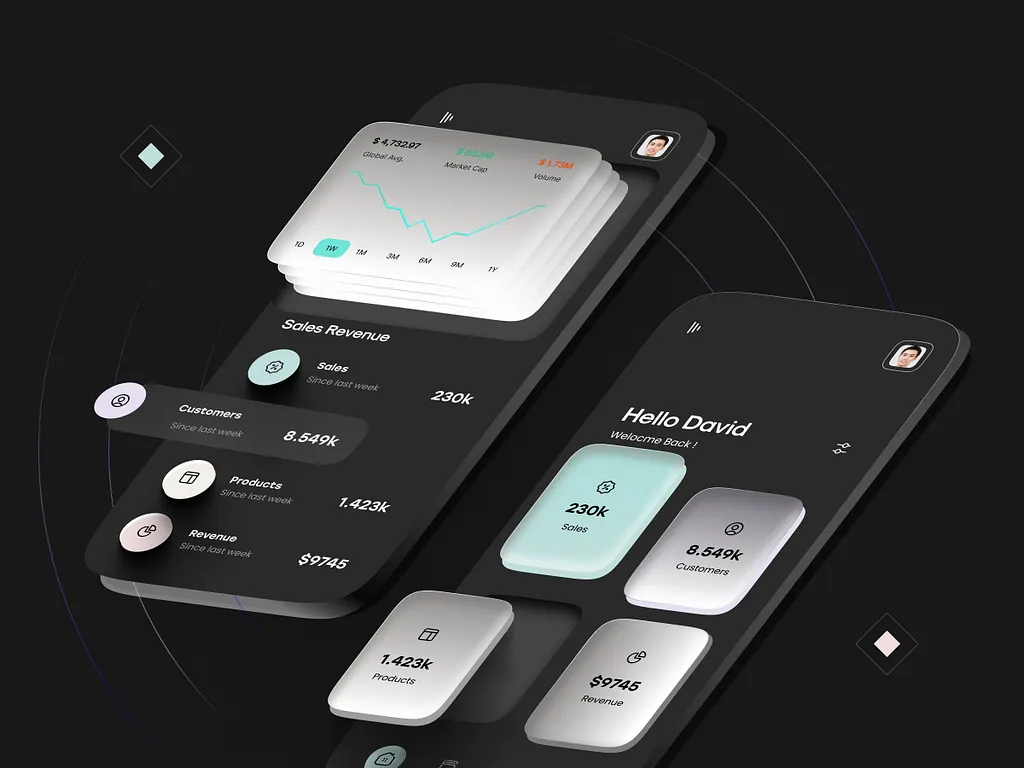 $ 4,732.97
Global Avg.
Market Cap
$ 1.73M
Volume
1D 1W 1M 3M 6M 9M 1Y
Sales Revenue
Sales
Since last week
230k
Customers
Since last week
8.549k
Products
Since last week
1.423k
Revenue
Since last week
$9745
Hello David
Welocme Back !
230k
Sales
8.549k
Customers
1.423k
Products
$9745
Revenue